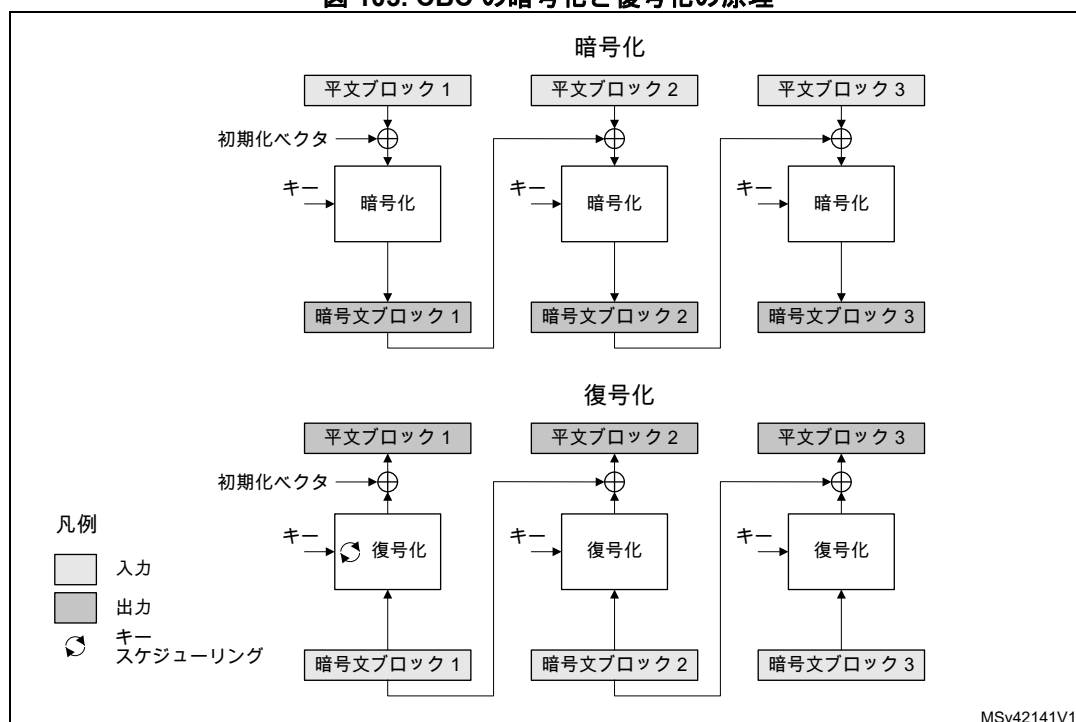 図 105. CBC の暗号化と復号化の原理
暗号化
平文ブロック 1
平文ブロック 2
平文ブロック 3
初期化ベクタ
キー
暗号化
キー
暗号化
キー
暗号化
暗号文ブロック 1
暗号文ブロック 2
暗号文ブロック 3
復号化
平文ブロック 1
平文ブロック 2
平文ブロック 3
初期化ベクタ
キー
復号化
キー
復号化
キー
復号化
凡例
入力
出力
キー
スケジューリング
暗号文ブロック 1
暗号文ブロック 2
暗号文ブロック 3
MSv42141V1